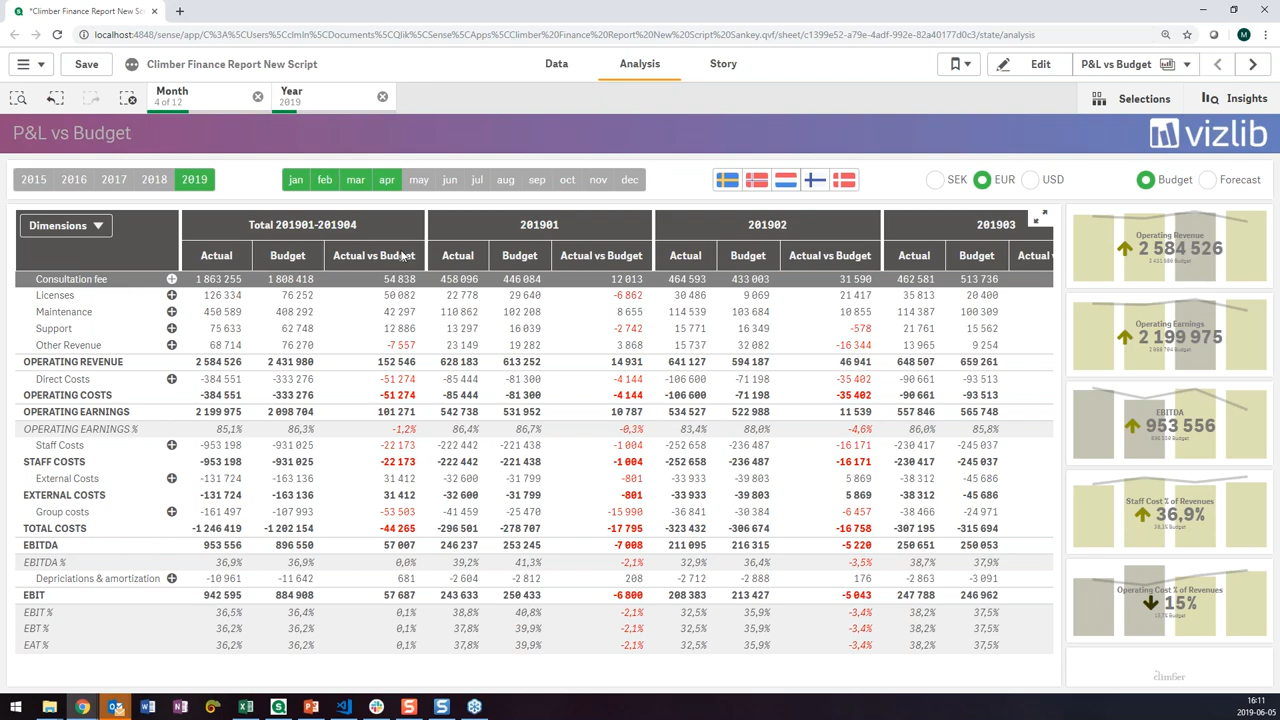 *Climber Finance Report New Scr
localhost:4848/sense/app/C%3A%5CUsers%5Cclmln%5CDocuments%5CQlik%5CSense%5CApps%5CClimber%20Finance%20Report%20New%20Script%20Sankey.qvf/sheet/c1399e52-a79e-4adf-992e-82a40177d0c3/state/analysis
M
Save
Climber Finance Report New Script
Data
Analysis
Story
Edit
P&L vs Budget
Month
4 of 12
Year
2019
Selections
Insights
P&L vs Budget
vizlib
2015 2016 2017 2018 2019
jan feb mar apr may jun jul aug sep oct nov dec
SEK EUR USD
Budget Forecast
Dimensions
Total 201901-201904 201901 201902 201903
Actual Budget Actual vs Budget Actual Budget Actual vs Budget Actual Budget Actual vs Budget Actual Budget Actual v
Consultation fee 1 863 255 1 808 418 54 838 458 096 446 084 12 013 464 593 433 003 31 590 462 581 513 736
Licenses 126 334 76 252 50 082 22 778 29 640 -6 862 30 486 9 069 21 417 35 813 20 400
Maintenance 450 589 408 292 42 297 110 862 102 208 8 655 114 539 103 684 10 855 114 387 100 309
Support 75 633 62 748 12 886 13 297 16 039 -2 742 15 771 16 349 -578 21 761 15 562
Other Revenue 68 714 76 270 -7 557 23 149 19 282 3 868 15 737 32 082 -16 344 13 965 9 254
OPERATING REVENUE 2 584 526 2 431 980 152 546 628 183 613 252 14 931 641 127 594 187 46 941 648 507 659 261
Direct Costs -384 551 -333 276 -51 274 -85 444 -81 300 -4 144 -106 600 -71 198 -35 402 -90 661 -93 513
OPERATING COSTS -384 551 -333 276 -51 274 -85 444 -81 300 -4 144 -106 600 -71 198 -35 402 -90 661 -93 513
OPERATING EARNINGS 2 199 975 2 098 704 101 271 542 738 531 952 10 787 534 527 522 988 11 539 557 846 565 748
OPERATING EARNINGS % 85,1% 86,3% -1,2% 86,4% 86,7% -0,3% 83,4% 88,0% -4,6% 86,0% 85,8%
Staff Costs -953 198 -931 025 -22 173 -222 442 -221 438 -1 004 -252 658 -236 487 -16 171 -230 417 -245 037
STAFF COSTS -953 198 -931 025 -22 173 -222 442 -221 438 -1 004 -252 658 -236 487 -16 171 -230 417 -245 037
External Costs -131 724 -163 136 31 412 -32 600 -31 799 -801 -33 933 -39 803 5 869 -38 312 -45 686
EXTERNAL COSTS -131 724 -163 136 31 412 -32 600 -31 799 -801 -33 933 -39 803 5 869 -38 312 -45 686
Group costs -161 497 -107 993 -53 503 -41 459 -25 470 -15 990 -36 841 -30 384 -6 457 -38 466 -24 971
TOTAL COSTS -1 246 419 -1 202 154 -44 265 -296 501 -278 707 -17 795 -323 432 -306 674 -16 758 -307 195 -315 694
EBITDA 953 556 896 550 57 007 246 237 253 245 -7 008 211 095 216 315 -5 220 250 651 250 053
EBITDA % 36,9% 36,9% 0,0% 39,2% 41,3% -2,1% 32,9% 36,4% -3,5% 38,7% 37,9%
Depriciations & amortization -10 961 -11 642 681 -2 604 -2 812 208 -2 712 -2 888 176 -2 863 -3 091
EBIT 942 595 884 908 57 687 243 633 250 433 -6 800 208 383 213 427 -5 043 247 788 246 962
EBIT % 36,5% 36,4% 0,1% 38,8% 40,8% -2,1% 32,5% 35,9% -3,4% 38,2% 37,5%
EBT % 36,2% 36,2% 0,1% 37,8% 39,9% -2,1% 32,5% 35,9% -3,4% 38,2% 37,5%
EAT % 36,2% 36,2% 0,1% 37,8% 39,9% -2,1% 32,5% 35,9% -3,4% 38,2% 37,5%
Operating Revenue
2 584 526
Operating Earnings
2 199 975
EBITDA
953 556
Staff Cost % of Revenues
36,9%
Operating Cost % of Revenues
15%
climber
16:11
2019-06-05